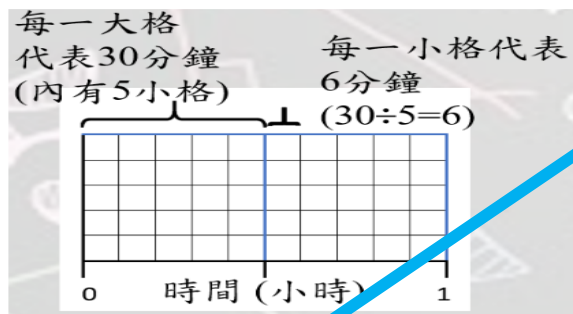 每一大格
代表30分鐘
(內有5小格)
每一小格代表
6分鐘
(30÷5=6)
0
時間 (小時)
1